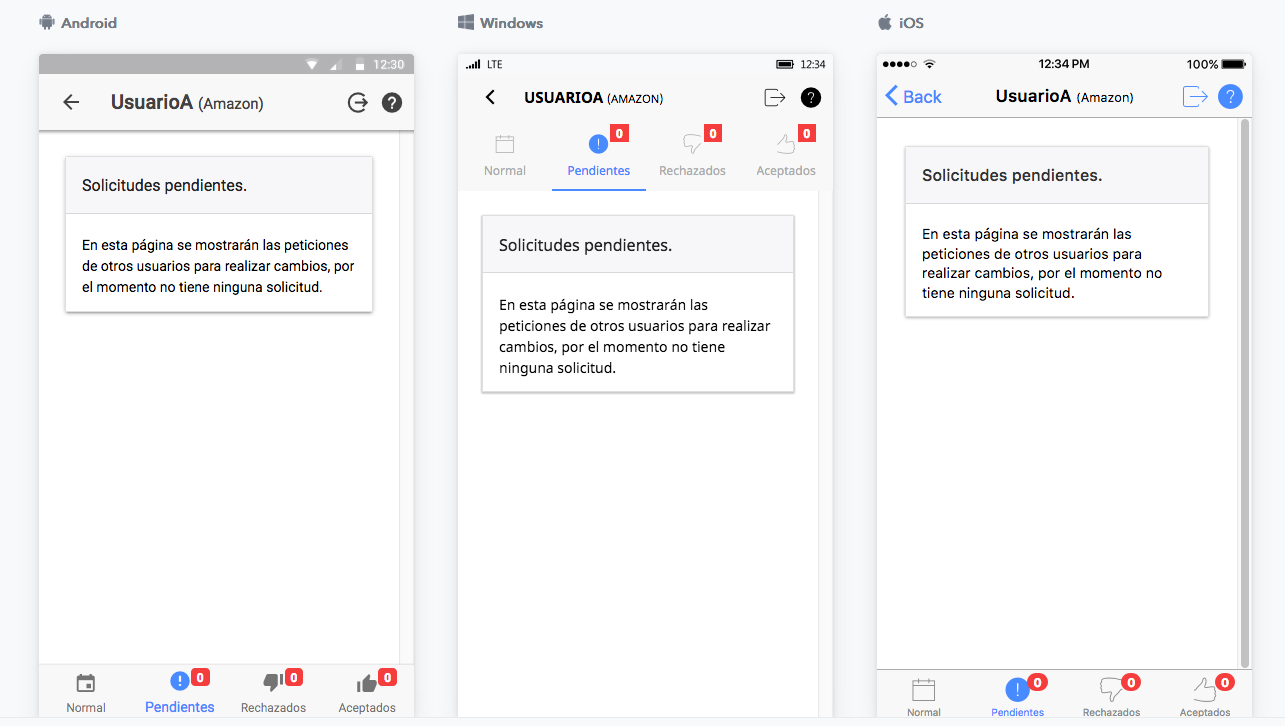 Android
12:30
UsuarioA (Amazon)
?
Solicitudes pendientes.
En esta página se mostrarán las peticiones
de otros usuarios para realizar cambios, por
el momento no tiene ninguna solicitud.
!
0
0
0
Normal
Pendientes
Rechazados
Aceptados
Windows
LTE
12:34
USUARIOA (AMAZON)
?
!
0
0
0
Normal
Pendientes
Rechazados
Aceptados
Solicitudes pendientes.
En esta página se mostrarán las
peticiones de otros usuarios para realizar
cambios, por el momento no tiene
ninguna solicitud.
iOS
12:34 PM
100%
Back
UsuarioA (Amazon)
?
Solicitudes pendientes.
En esta página se mostrarán las
peticiones de otros usuarios para
realizar cambios, por el momento no
tiene ninguna solicitud.
!
0
0
0
Normal
Pendientes
Rechazados
Aceptados